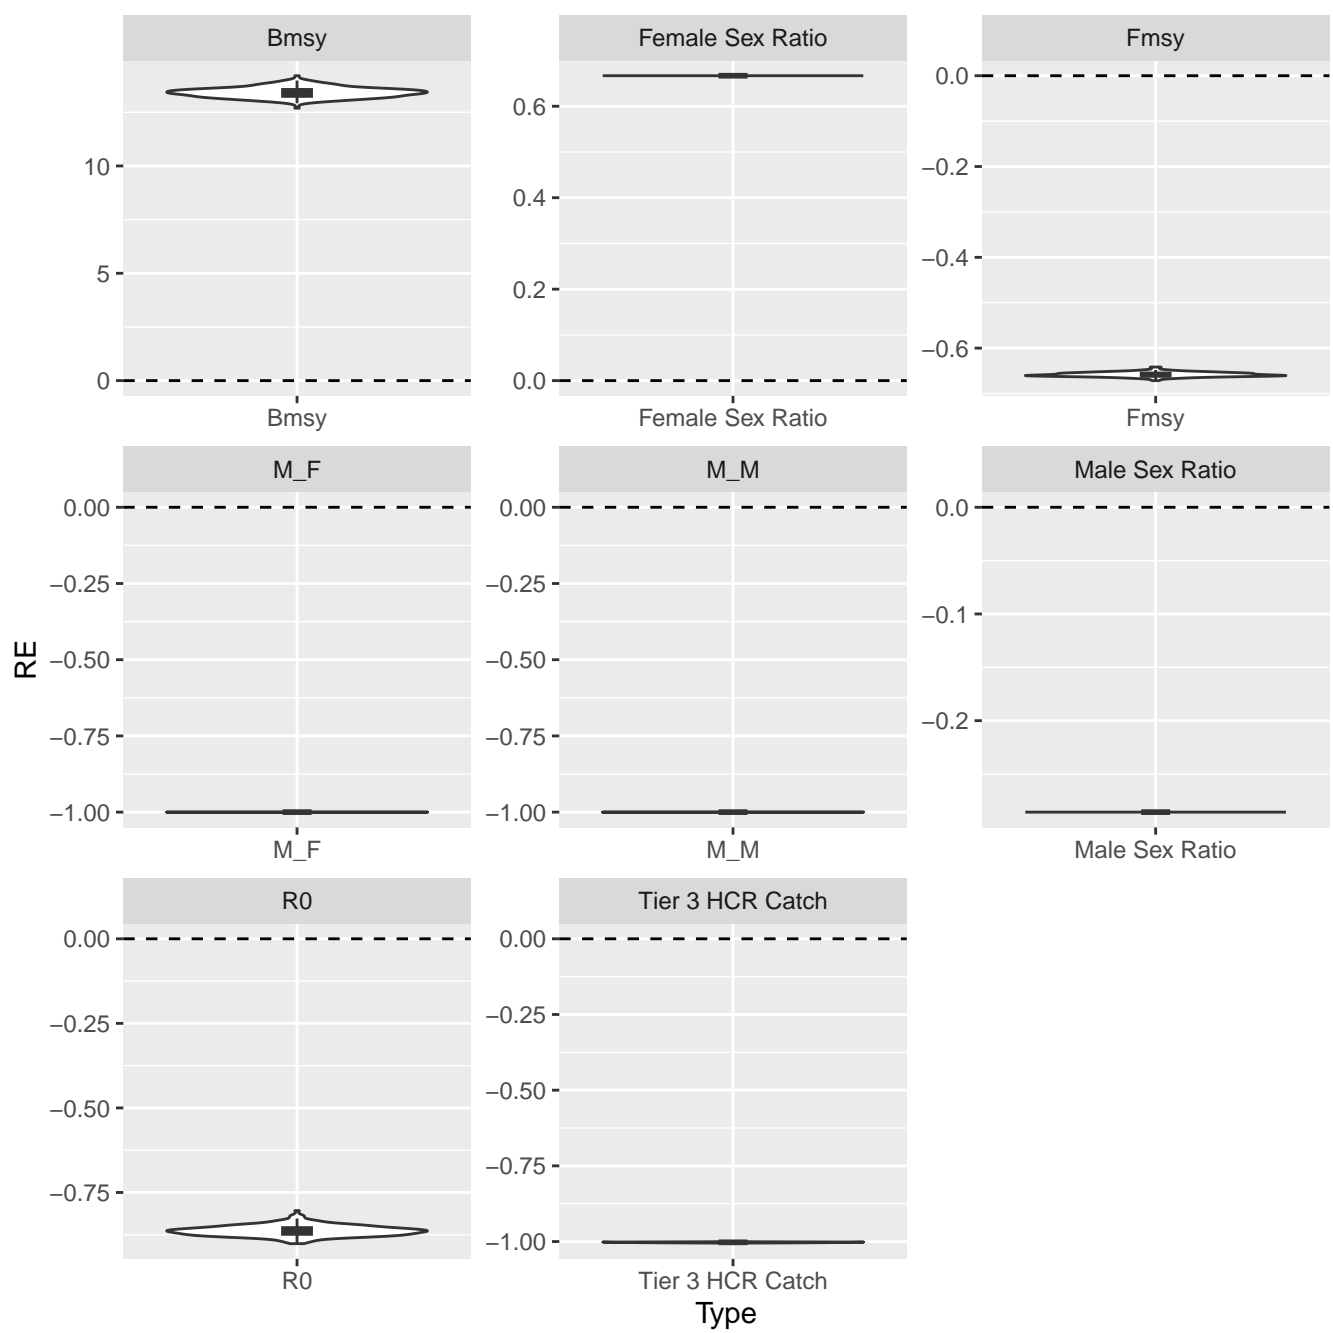 Bmsy
Female Sex Ratio
Fmsy
10
5
0
0.6
0.4
0.2
0.0
0.0
−0.2
−0.4
−0.6
Bmsy
Female Sex Ratio
Fmsy
M_F
M_M
Male Sex Ratio
0.00
−0.25
−0.50
−0.75
−1.00
0.00
−0.25
−0.50
−0.75
−1.00
0.0
−0.1
−0.2
RE
M_F
M_M
Male Sex Ratio
R0
Tier 3 HCR Catch
0.00
−0.25
−0.50
−0.75
0.00
−0.25
−0.50
−0.75
−1.00
R0
Tier 3 HCR Catch
Type